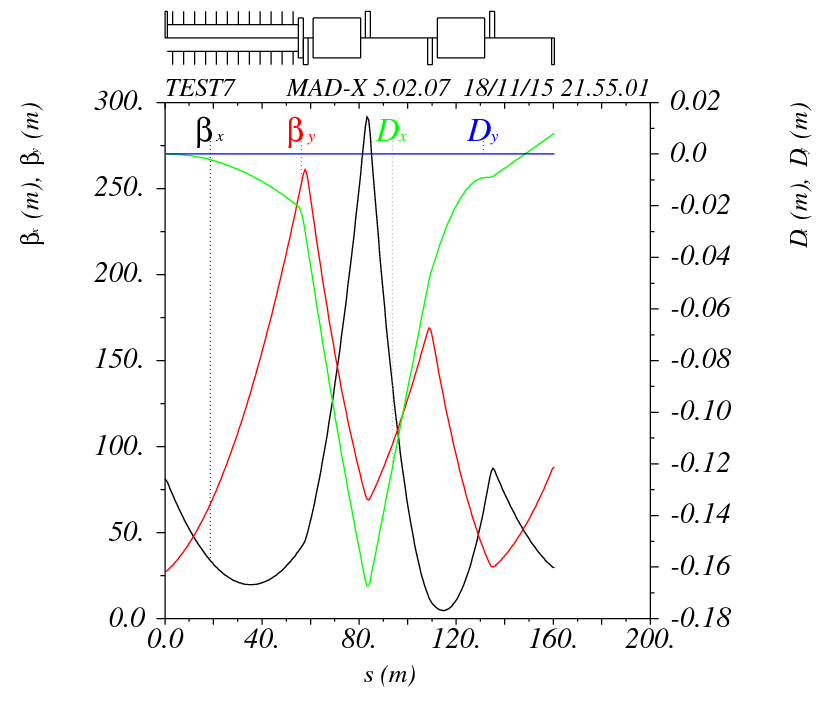 TEST7 MAD-X 5.02.07 18/11/15 21.55.01
300. 0.02
βx βy Dx Dy
0.0
250. -0.02
200. -0.04
-0.06
150. -0.08
-0.10
100. -0.12
-0.14
50. -0.16
0.0 -0.18
0.0 40. 80. 120. 160. 200.
s (m)
βx (m), βy (m)
Dx (m), Dy (m)